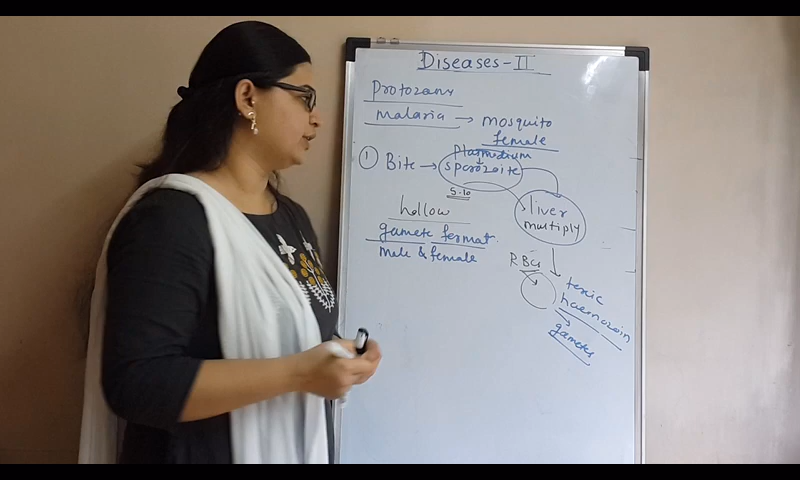 Diseases-II
Protozans
malaria → mosquito
female
① Bite → Plasmodium
sporozoite
5-10
liver
multiply
hollow
gamete format.
male & female
RBCs
toxic
haemozoin
gametes